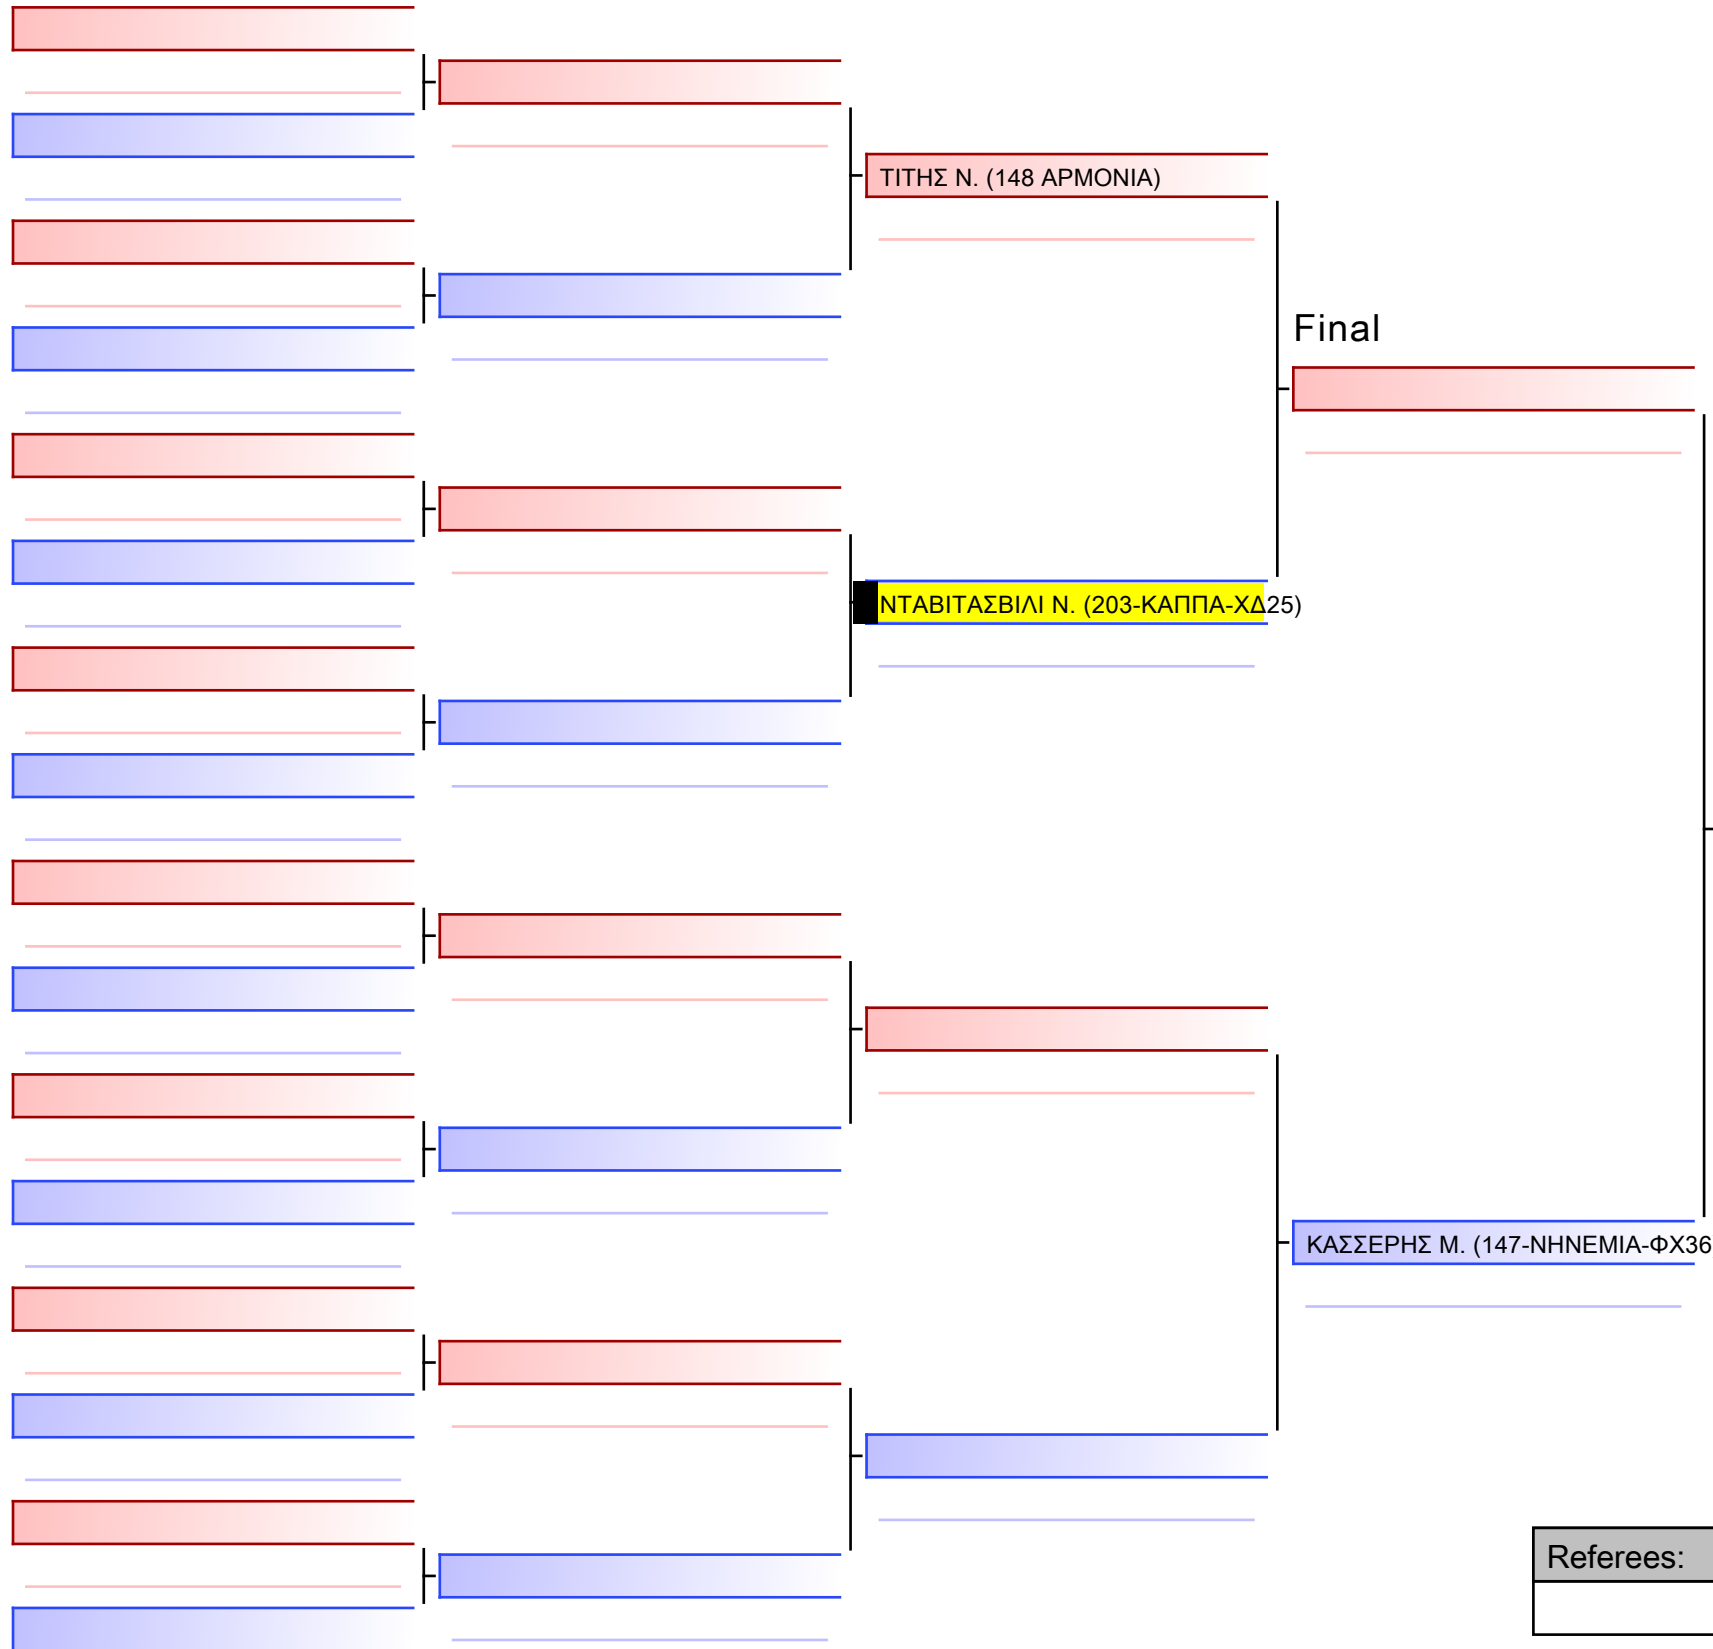 ΤΙΤΗΣ Ν. (148 ΑΡΜΟΝΙΑ)
Final
ΝΤΑΒΙΤΑΣΒΙΛΙ Ν. (203-ΚΑΠΠΑ-ΧΔ25)
ΚΑΣΣΕΡΗΣ Μ. (147-ΝΗΝΕΜΙΑ-ΦΧ36
Referees: